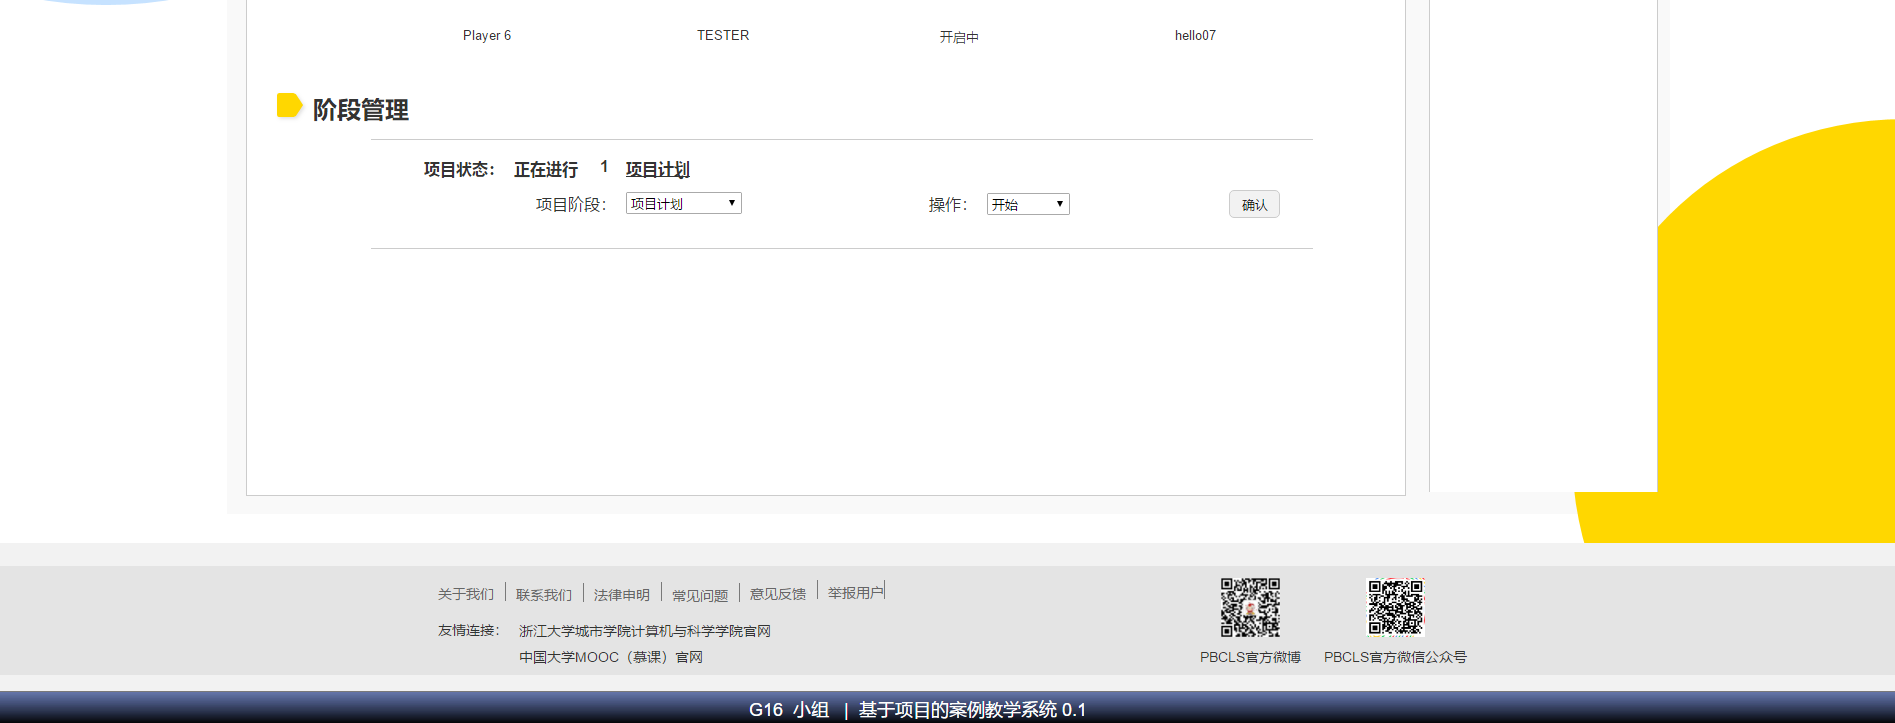 Player 6 TESTER 开启中 hello07
阶段管理
项目状态： 正在进行 1 项目计划
项目阶段： 项目计划 操作： 开始 确认
关于我们 联系我们 法律申明 常见问题 意见反馈 举报用户
友情连接： 浙江大学城市学院计算机与科学学院官网
中国大学MOOC（慕课）官网
PBCLS官方微博 PBCLS官方微信公众号
G16 小组 | 基于项目的案例教学系统 0.1